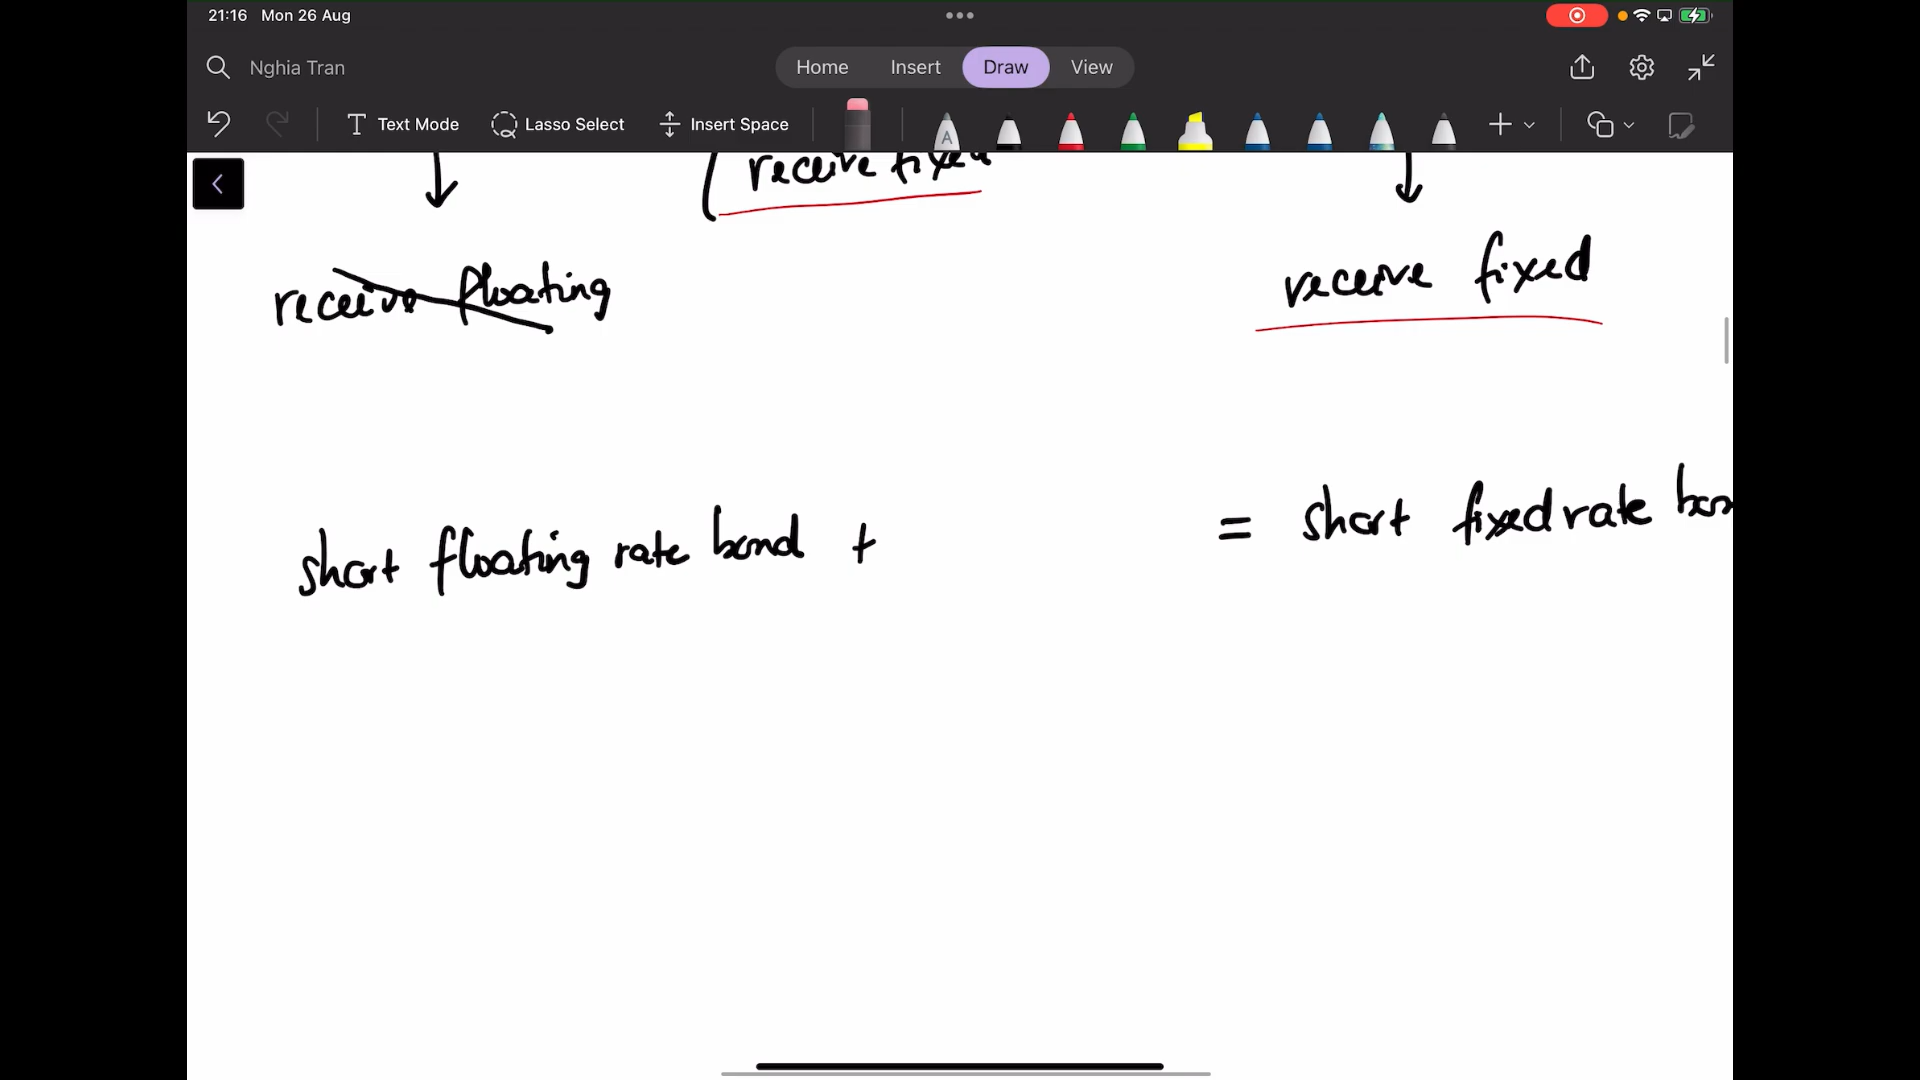 21:16 Mon 26 Aug
Nghia Tran
Home Insert Draw View
Text Mode Lasso Select Insert Space
A
receive fixed
receive floating
receive fixed
short floating rate bond + = short fixed rate